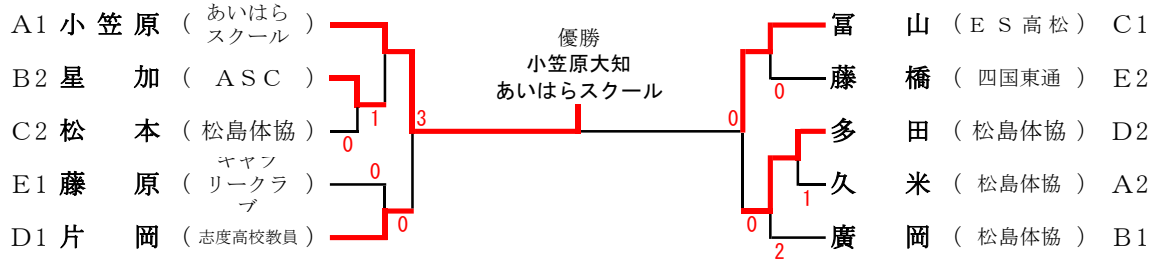 A1 小笠原 (あいはらスクール)
B2 星加 (ASC)
C2 松本 (松島体協)
E1 藤原 (キャブリークラブ)
D1 片岡 (志度高校教員)
1
0
3
0
0
優勝
小笠原大知
あいはらスクール
冨山 (ES高松) C1
藤橋 (四国東通) E2
多田 (松島体協) D2
久米 (松島体協) A2
廣岡 (松島体協) B1
0
0
1
0
2